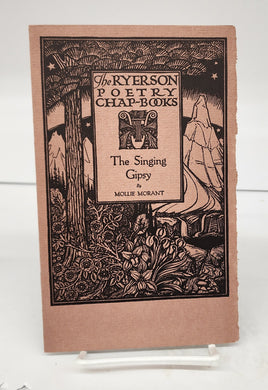 The RYERSON
POETRY
CHAP-BOOKS
The Singing
Gipsy
By
MOLLIE MORANT